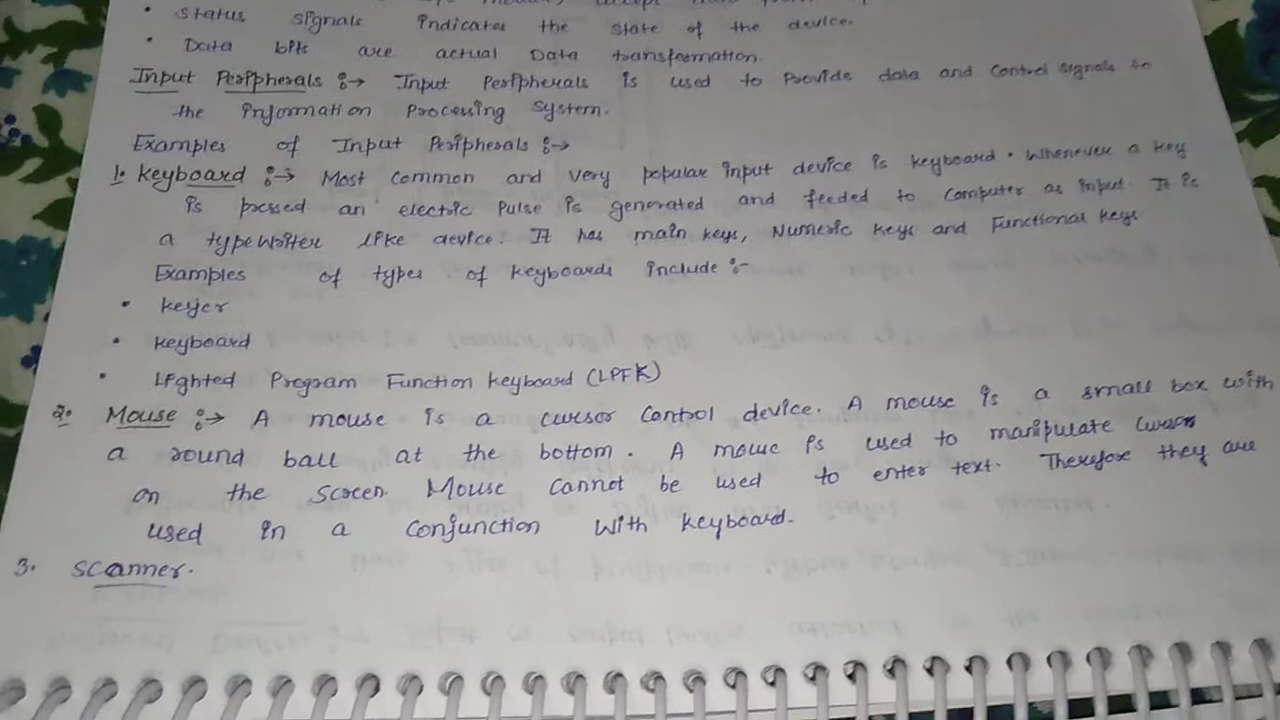 accept
• Status signals indicates the state of the device.
• Data bits are actual Data transformation.
Input Peripherals :→ Input Peripherals is used to Provide data and Control signals to
the information Processing System.
Examples of Input Peripherals :→
1. Keyboard :→ Most Common and very popular input device is keyboard. Whenever a key
is pressed an electric Pulse is generated and feeded to Computer as input. It is
a typewriter like device. It has main keys, Numeric keys and Functional keys
Examples of types of keyboards include :-
• Keyer
• Keyboard
• Lighted Program Function keyboard (LPFK)
2. Mouse :→ A mouse is a cursor Control device. A mouse is a small box with
a round ball at the bottom. A mouse is used to manipulate Cursor
on the Screen. Mouse Cannot be used to enter text. Therefore they are
used in a Conjunction With keyboard.
3. Scanner.